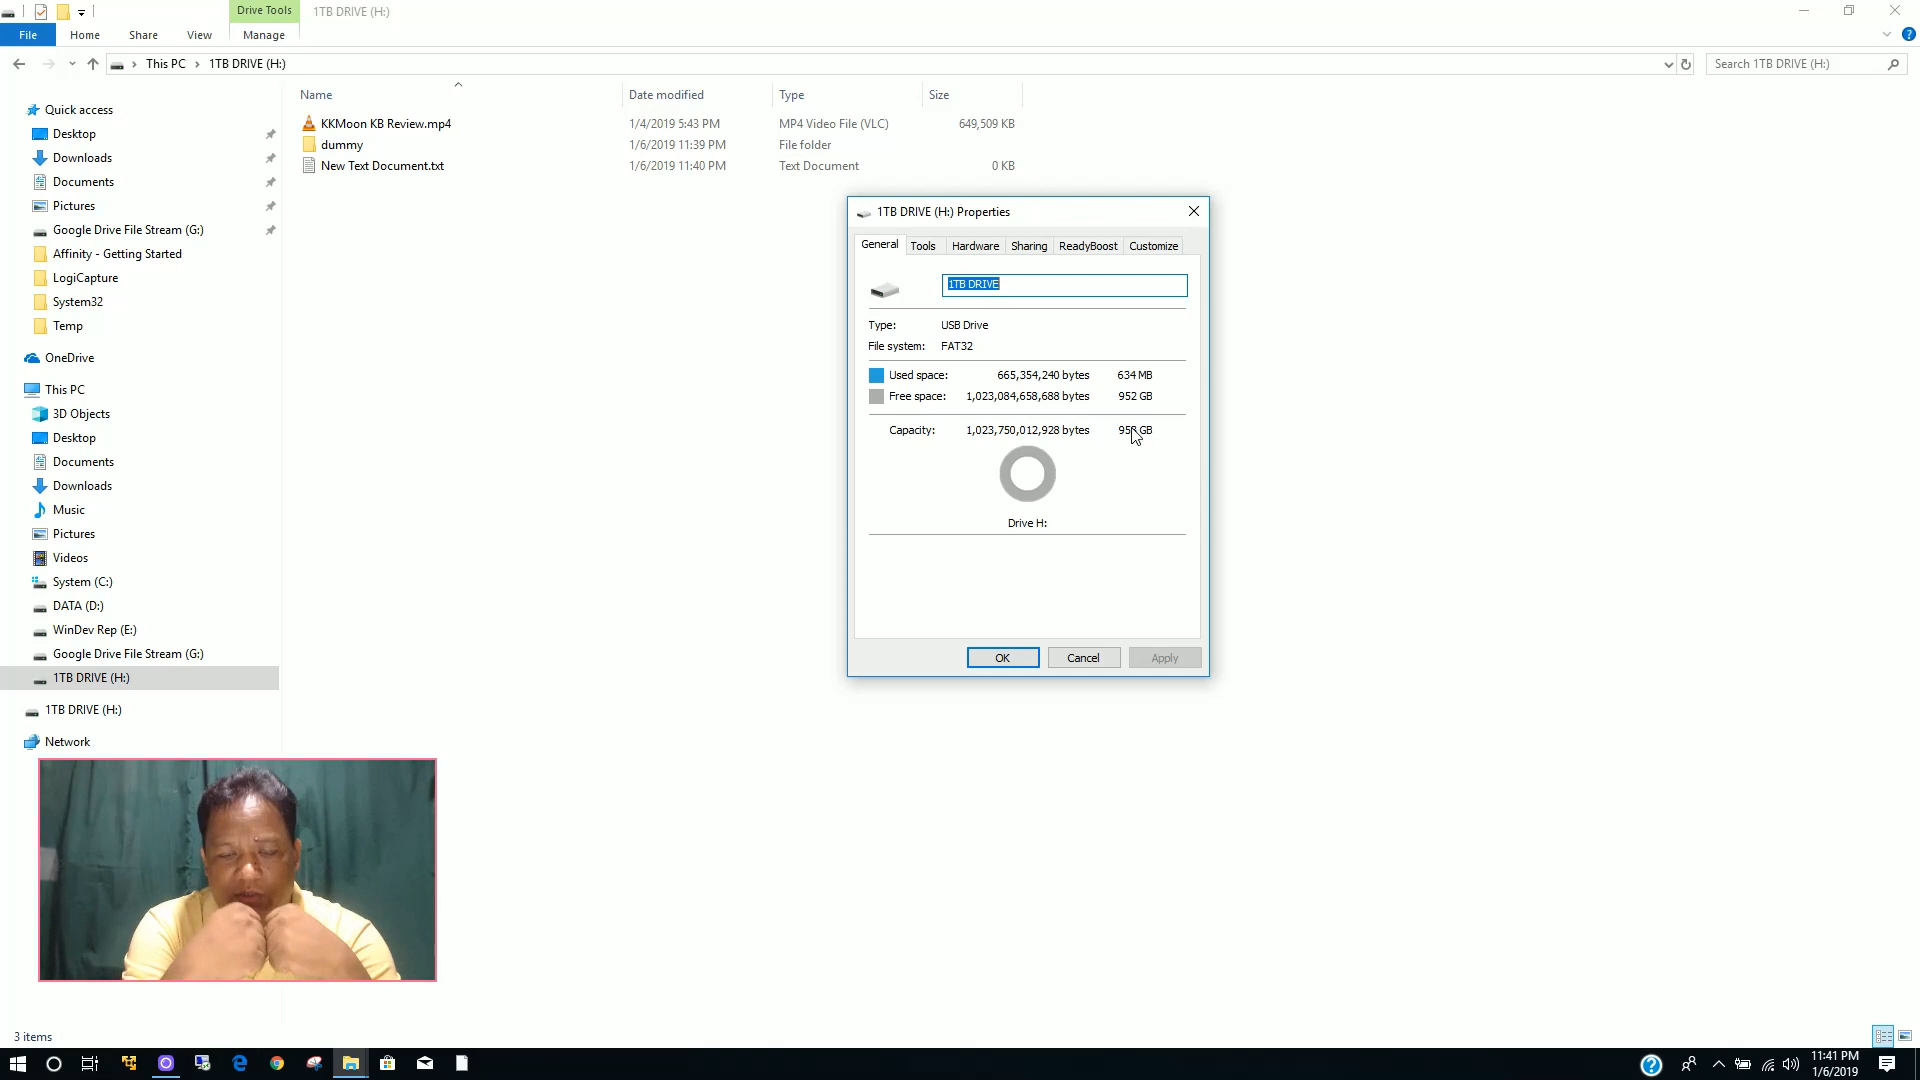 Drive Tools
1TB DRIVE (H:)
File
Home
Share
View
Manage
This PC
1TB DRIVE (H:)
Search 1TB DRIVE (H:)
Name
Date modified
Type
Size
KKMoon KB Review.mp4
1/4/2019 5:43 PM
MP4 Video File (VLC)
649,509 KB
dummy
1/6/2019 11:39 PM
File folder
New Text Document.txt
1/6/2019 11:40 PM
Text Document
0 KB
Quick access
Desktop
Downloads
Documents
Pictures
Google Drive File Stream (G:)
Affinity - Getting Started
LogiCapture
System32
Temp
OneDrive
This PC
3D Objects
Desktop
Documents
Downloads
Music
Pictures
Videos
System (C:)
DATA (D:)
WinDev Rep (E:)
Google Drive File Stream (G:)
1TB DRIVE (H:)
1TB DRIVE (H:)
Network
1TB DRIVE (H:) Properties
General
Tools
Hardware
Sharing
ReadyBoost
Customize
1TB DRIVE
Type:
USB Drive
File system:
FAT32
Used space:
665,354,240 bytes
634 MB
Free space:
1,023,084,658,688 bytes
952 GB
Capacity:
1,023,750,012,928 bytes
GB
Drive H:
OK
Cancel
Apply
3 items
11:41 PM
1/6/2019